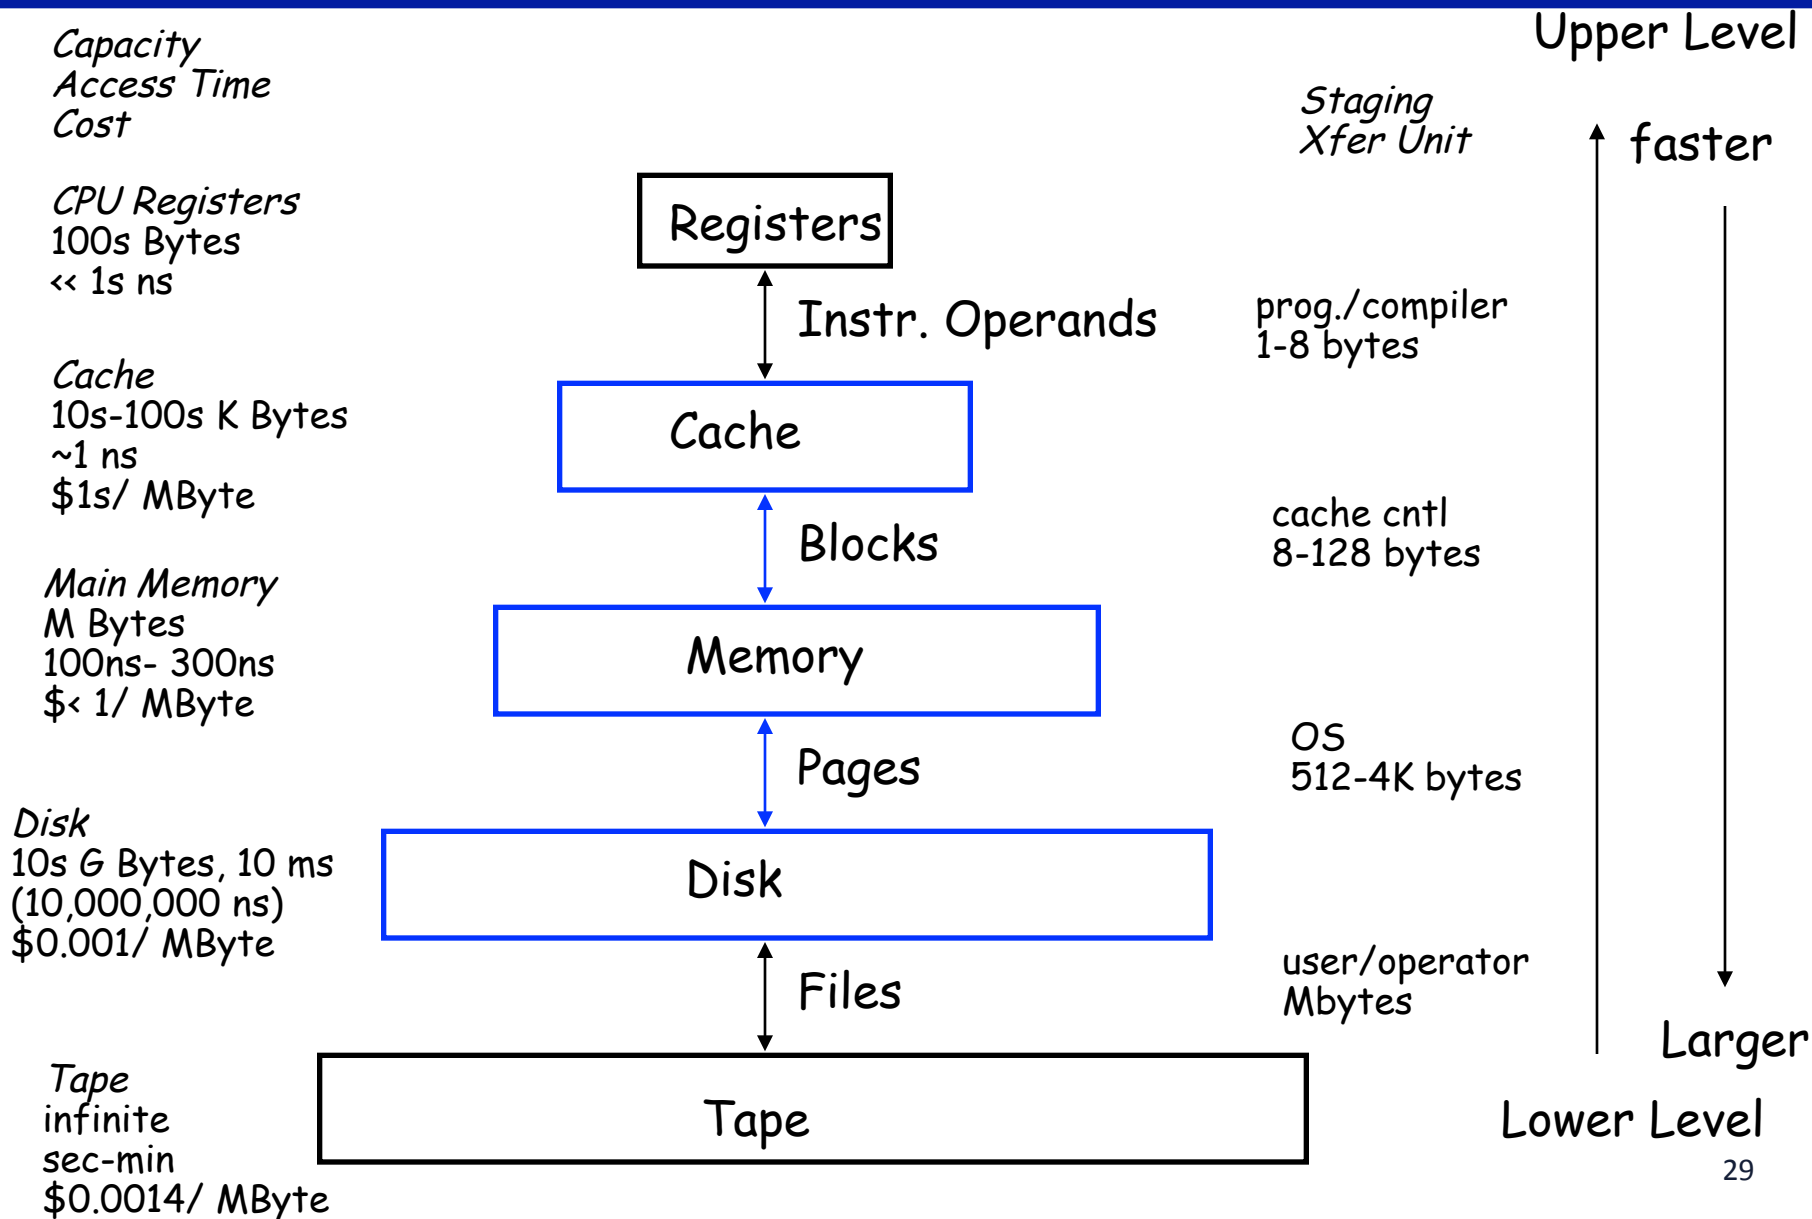 Capacity
Access Time
Cost
Upper Level
Staging
Xfer Unit
faster
CPU Registers
100s Bytes
<< 1s ns
Registers
Instr. Operands
prog./compiler
1-8 bytes
Cache
10s-100s K Bytes
~1 ns
$1s/ MByte
Cache
Blocks
cache cntl
8-128 bytes
Main Memory
M Bytes
100ns- 300ns
$< 1/ MByte
Memory
Pages
OS
512-4K bytes
Disk
10s G Bytes, 10 ms
(10,000,000 ns)
$0.001/ MByte
Disk
Files
user/operator
Mbytes
Larger
Tape
infinite
sec-min
$0.0014/ MByte
Tape
Lower Level
29